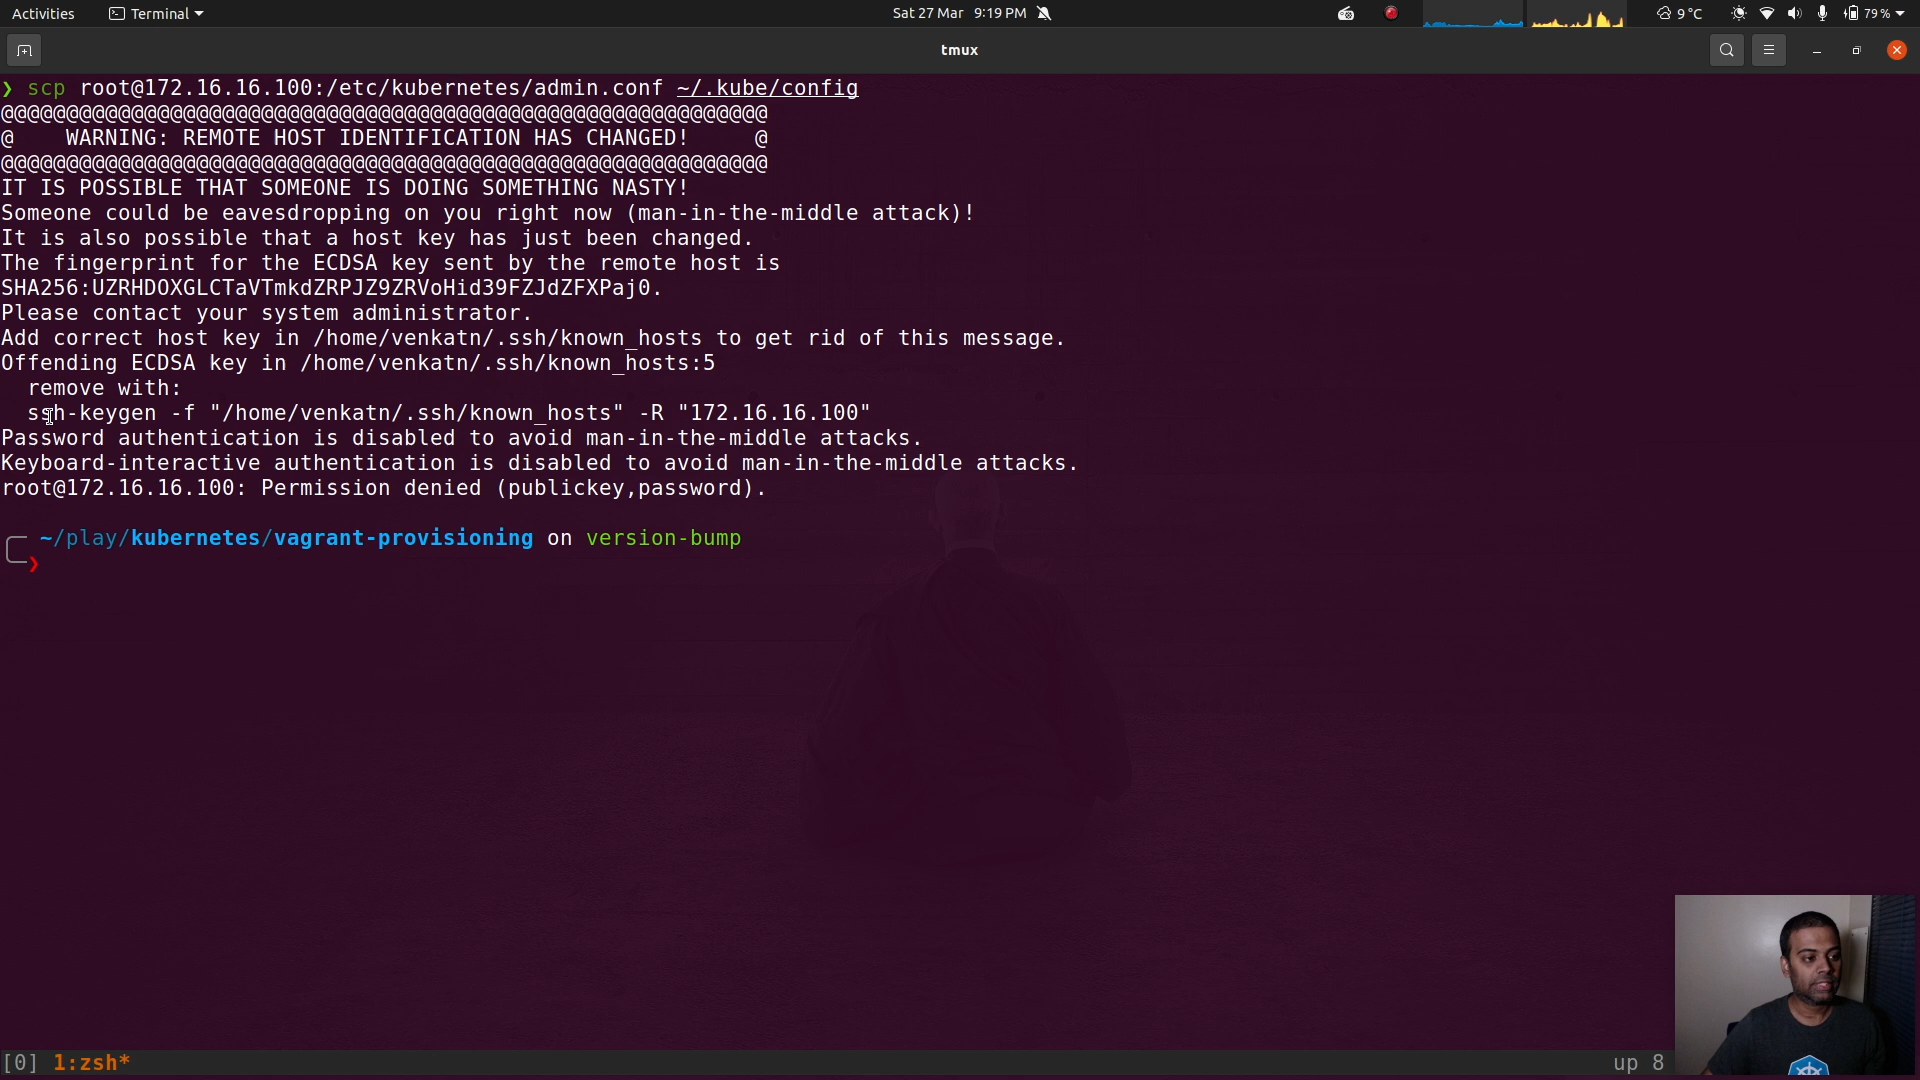 Activities Terminal Sat 27 Mar 9:19 PM 9 °C 79 %
tmux
❯ scp root@172.16.16.100:/etc/kubernetes/admin.conf ~/.kube/config
@@@@@@@@@@@@@@@@@@@@@@@@@@@@@@@@@@@@@@@@@@@@@@@@@@@@@@@@@@@
@    WARNING: REMOTE HOST IDENTIFICATION HAS CHANGED!     @
@@@@@@@@@@@@@@@@@@@@@@@@@@@@@@@@@@@@@@@@@@@@@@@@@@@@@@@@@@@
IT IS POSSIBLE THAT SOMEONE IS DOING SOMETHING NASTY!
Someone could be eavesdropping on you right now (man-in-the-middle attack)!
It is also possible that a host key has just been changed.
The fingerprint for the ECDSA key sent by the remote host is
SHA256:UZRHDOXGLCTaVTmkdZRPJZ9ZRVoHid39FZJdZFXPaj0.
Please contact your system administrator.
Add correct host key in /home/venkatn/.ssh/known_hosts to get rid of this message.
Offending ECDSA key in /home/venkatn/.ssh/known_hosts:5
  remove with:
  ssh-keygen -f "/home/venkatn/.ssh/known_hosts" -R "172.16.16.100"
Password authentication is disabled to avoid man-in-the-middle attacks.
Keyboard-interactive authentication is disabled to avoid man-in-the-middle attacks.
root@172.16.16.100: Permission denied (publickey,password).
~/play/kubernetes/vagrant-provisioning on version-bump
❯
[0] 1:zsh* up 8